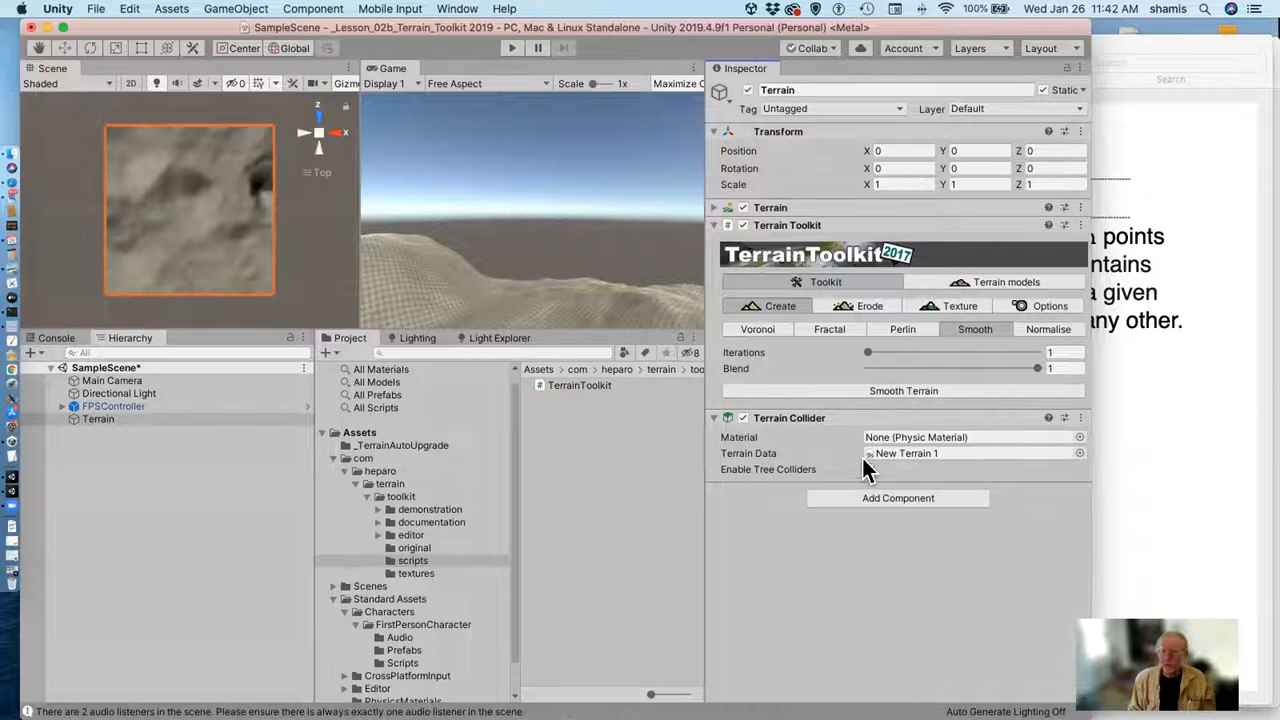 Unity File Edit Assets GameObject Component Mobile Input Window Help 100% Wed Jan 26 11:42 AM shamis
SampleScene - _Lesson_02b_Terrain_Toolkit 2019 - PC, Mac & Linux Standalone - Unity 2019.4.9f1 Personal (Personal) <Metal>
Center Global Collab Account Layers Layout
Scene Game Inspector
Shaded 2D 0 Gizmo Display 1 Free Aspect Scale 1x Maximize O
Search
z
x
Top
Terrain Static
Tag Untagged Layer Default
Transform
Position X 0 Y 0 Z 0
Rotation X 0 Y 0 Z 0
Scale X 1 Y 1 Z 1
Terrain
Terrain Toolkit
TerrainToolkit 2017
Toolkit Terrain models
Create Erode Texture Options
Voronoi Fractal Perlin Smooth Normalise
Iterations 1
Blend 1
Smooth Terrain
Terrain Collider
Material None (Physic Material)
Terrain Data New Terrain 1
Enable Tree Colliders
Add Component
points
ntains
a given
any other.
Console Hierarchy
All
SampleScene*
Main Camera
Directional Light
FPSController
Terrain
Project Lighting Light Explorer
8
All Materials
All Models
All Prefabs
All Scripts
Assets
_TerrainAutoUpgrade
com
heparo
terrain
toolkit
demonstration
documentation
editor
original
scripts
textures
Scenes
Standard Assets
Characters
FirstPersonCharacter
Audio
Prefabs
Scripts
CrossPlatformInput
Editor
PhysicsMaterials
Assets com heparo terrain too
TerrainToolkit
There are 2 audio listeners in the scene. Please ensure there is always exactly one audio listener in the scene.
Auto Generate Lighting Off